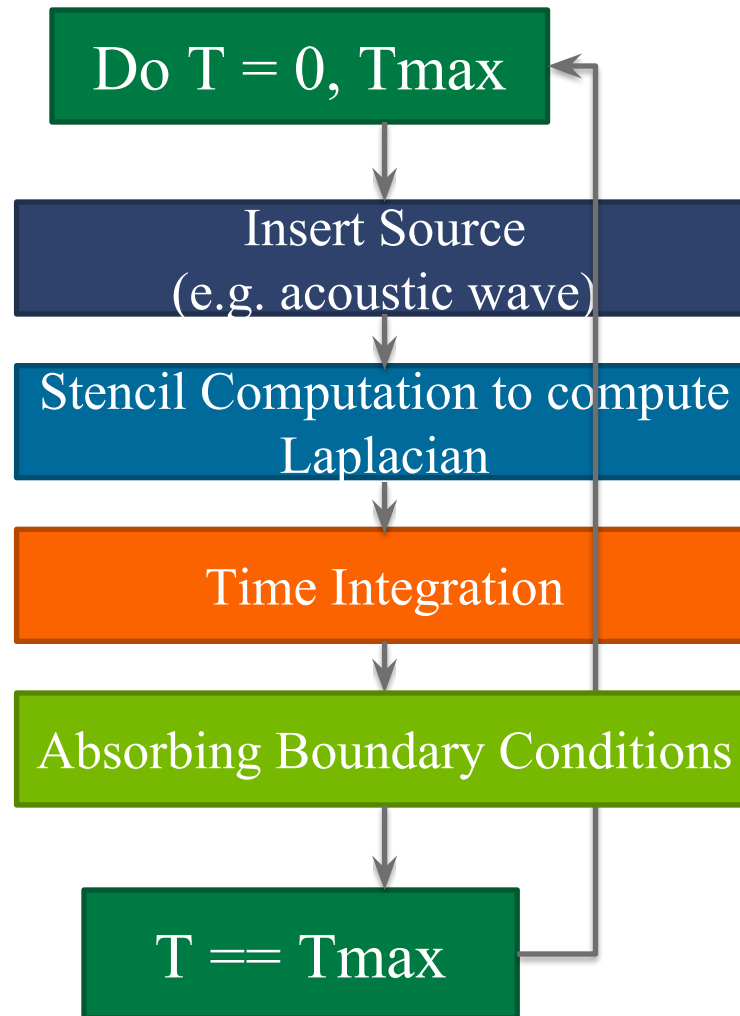 Do T = 0, Tmax
Insert Source
(e.g. acoustic wave)
Stencil Computation to compute
Laplacian
Time Integration
Absorbing Boundary Conditions
T == Tmax